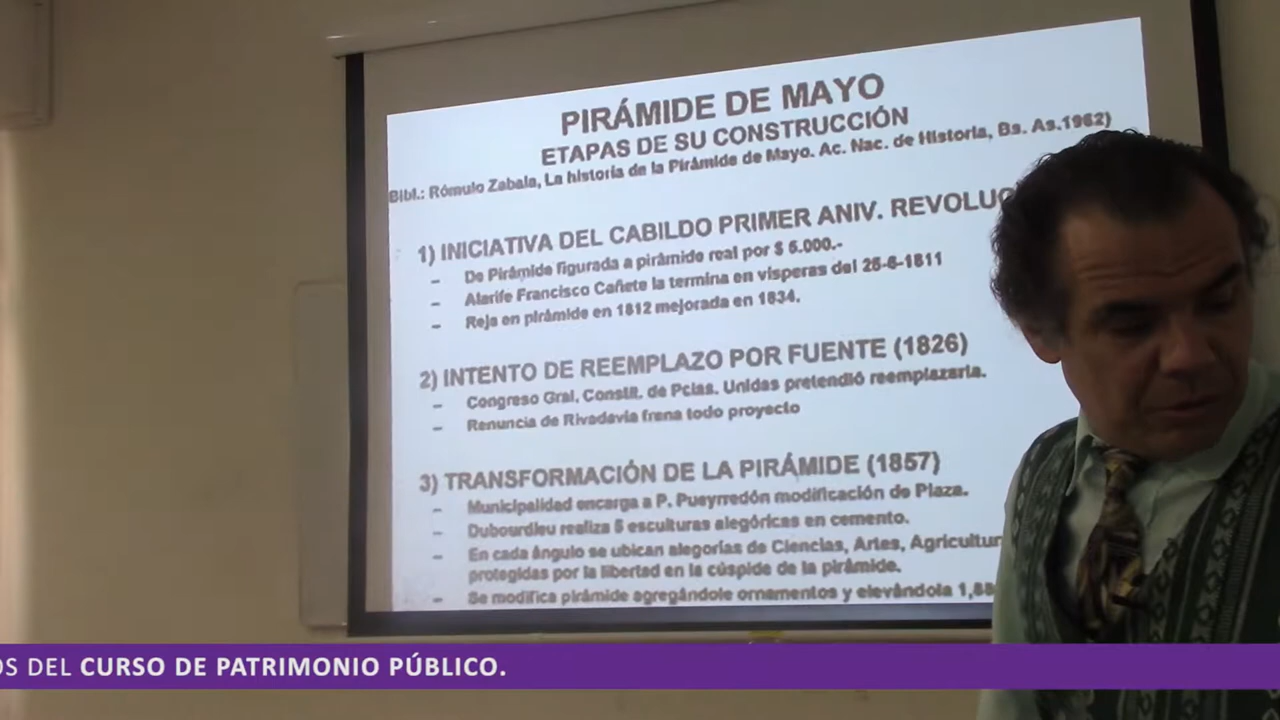 PIRÁMIDE DE MAYO
ETAPAS DE SU CONSTRUCCIÓN
Bibl.: Rómulo Zabala, La historia de la Pirámide de Mayo. Ac. Nac. de Historia, Bs. As.1962)
1) INICIATIVA DEL CABILDO PRIMER ANIV. REVOLUC
- De Pirámide figurada a pirámide real por $ 6.000.-
- Alarife Francisco Cañete la termina en vísperas del 25-5-1811
- Reja en pirámide en 1812 mejorada en 1834.
2) INTENTO DE REEMPLAZO POR FUENTE (1826)
- Congreso Gral. Constit. de Pcias. Unidas pretendió reemplazarla.
- Renuncia de Rivadavia frena todo proyecto
3) TRANSFORMACIÓN DE LA PIRÁMIDE (1857)
- Municipalidad encarga a P. Pueyrredón modificación de Plaza.
- Dubourdieu realiza 5 esculturas alegóricas en cemento.
- En cada ángulo se ubican alegorías de Ciencias, Artes, Agricultur
protegidas por la libertad en la cúspide de la pirámide.
- Se modifica pirámide agregándole ornamentos y elevándola
OS DEL CURSO DE PATRIMONIO PÚBLICO.